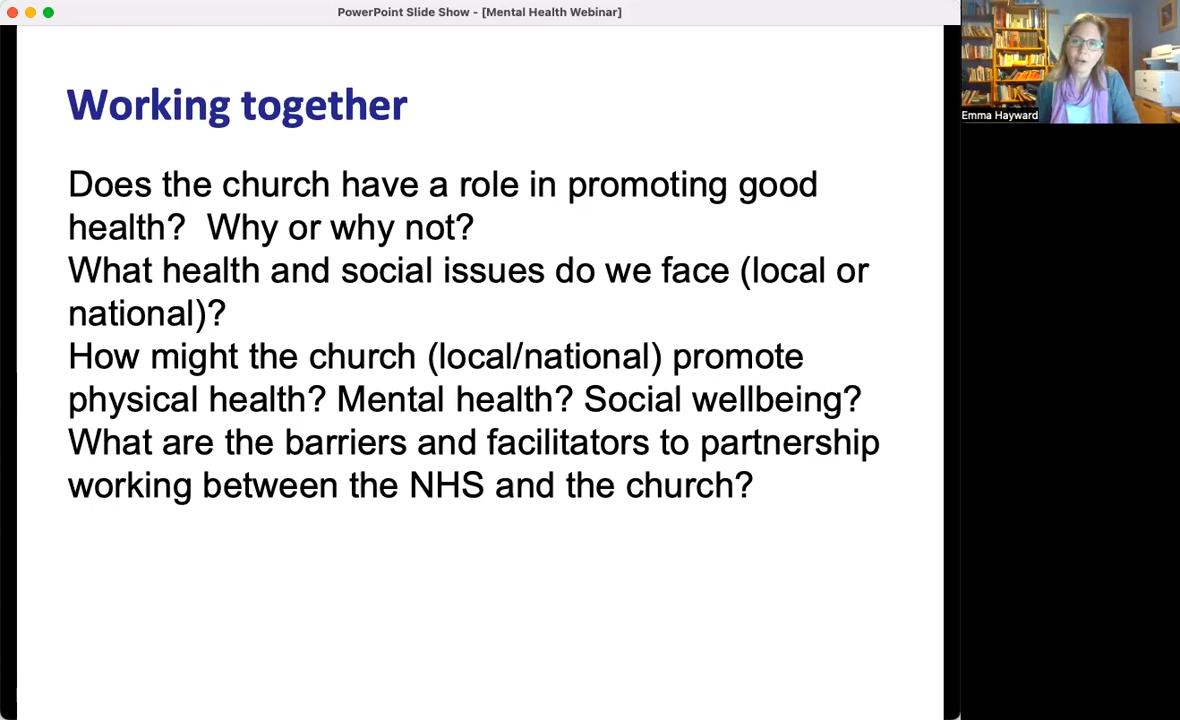 PowerPoint Slide Show - [Mental Health Webinar]
Working together
Does the church have a role in promoting good
health?  Why or why not?
What health and social issues do we face (local or
national)?
How might the church (local/national) promote
physical health? Mental health? Social wellbeing?
What are the barriers and facilitators to partnership
working between the NHS and the church?
Emma Hayward